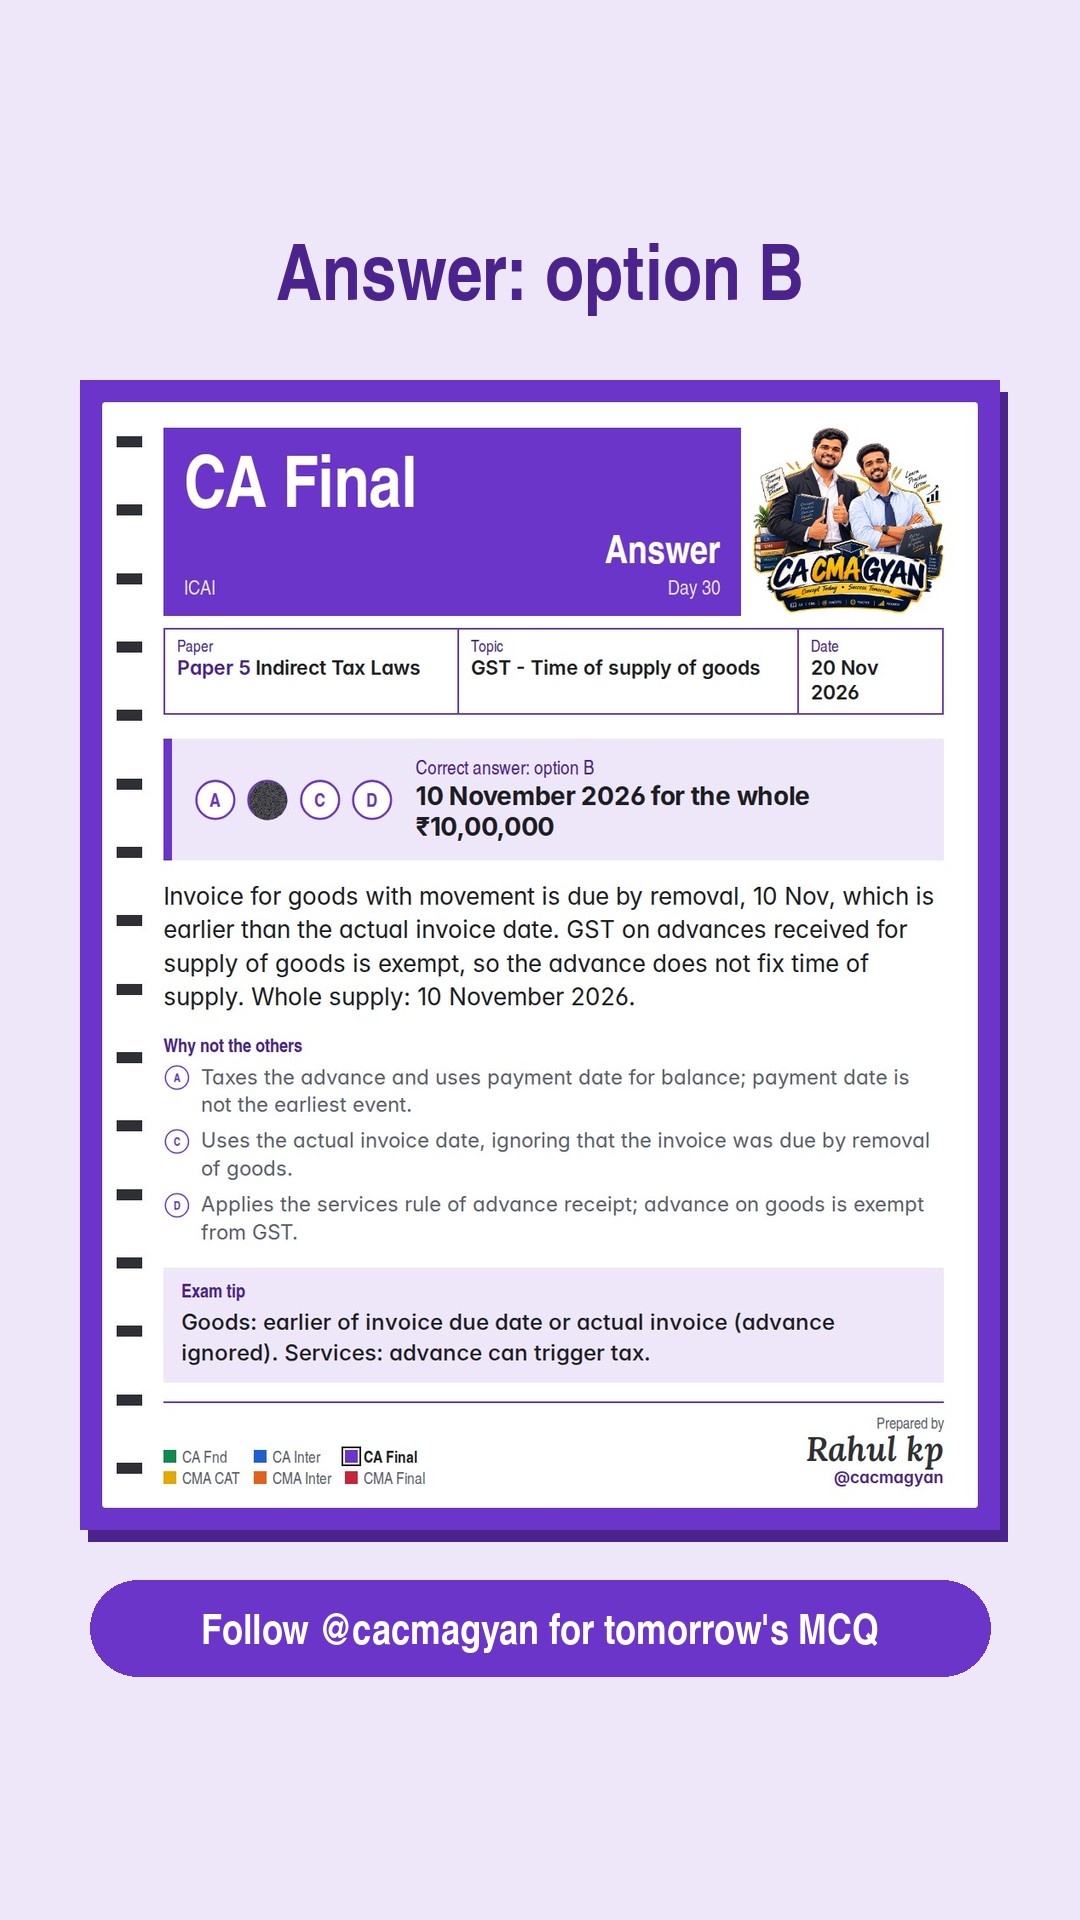 Answer: option B
CA Final
Answer
ICAI
Day 30
CA CMA GYAN
Concept Today • Success Tomorrow
Paper
Paper 5 Indirect Tax Laws
Topic
GST - Time of supply of goods
Date
20 Nov
2026
A
C
D
Correct answer: option B
10 November 2026 for the whole
₹10,00,000
Invoice for goods with movement is due by removal, 10 Nov, which is
earlier than the actual invoice date. GST on advances received for
supply of goods is exempt, so the advance does not fix time of
supply. Whole supply: 10 November 2026.
Why not the others
A Taxes the advance and uses payment date for balance; payment date is
not the earliest event.
C Uses the actual invoice date, ignoring that the invoice was due by removal
of goods.
D Applies the services rule of advance receipt; advance on goods is exempt
from GST.
Exam tip
Goods: earlier of invoice due date or actual invoice (advance
ignored). Services: advance can trigger tax.
CA Fnd CA Inter CA Final
CMA CAT CMA Inter CMA Final
Prepared by
Rahul kp
@cacmagyan
Follow @cacmagyan for tomorrow's MCQ